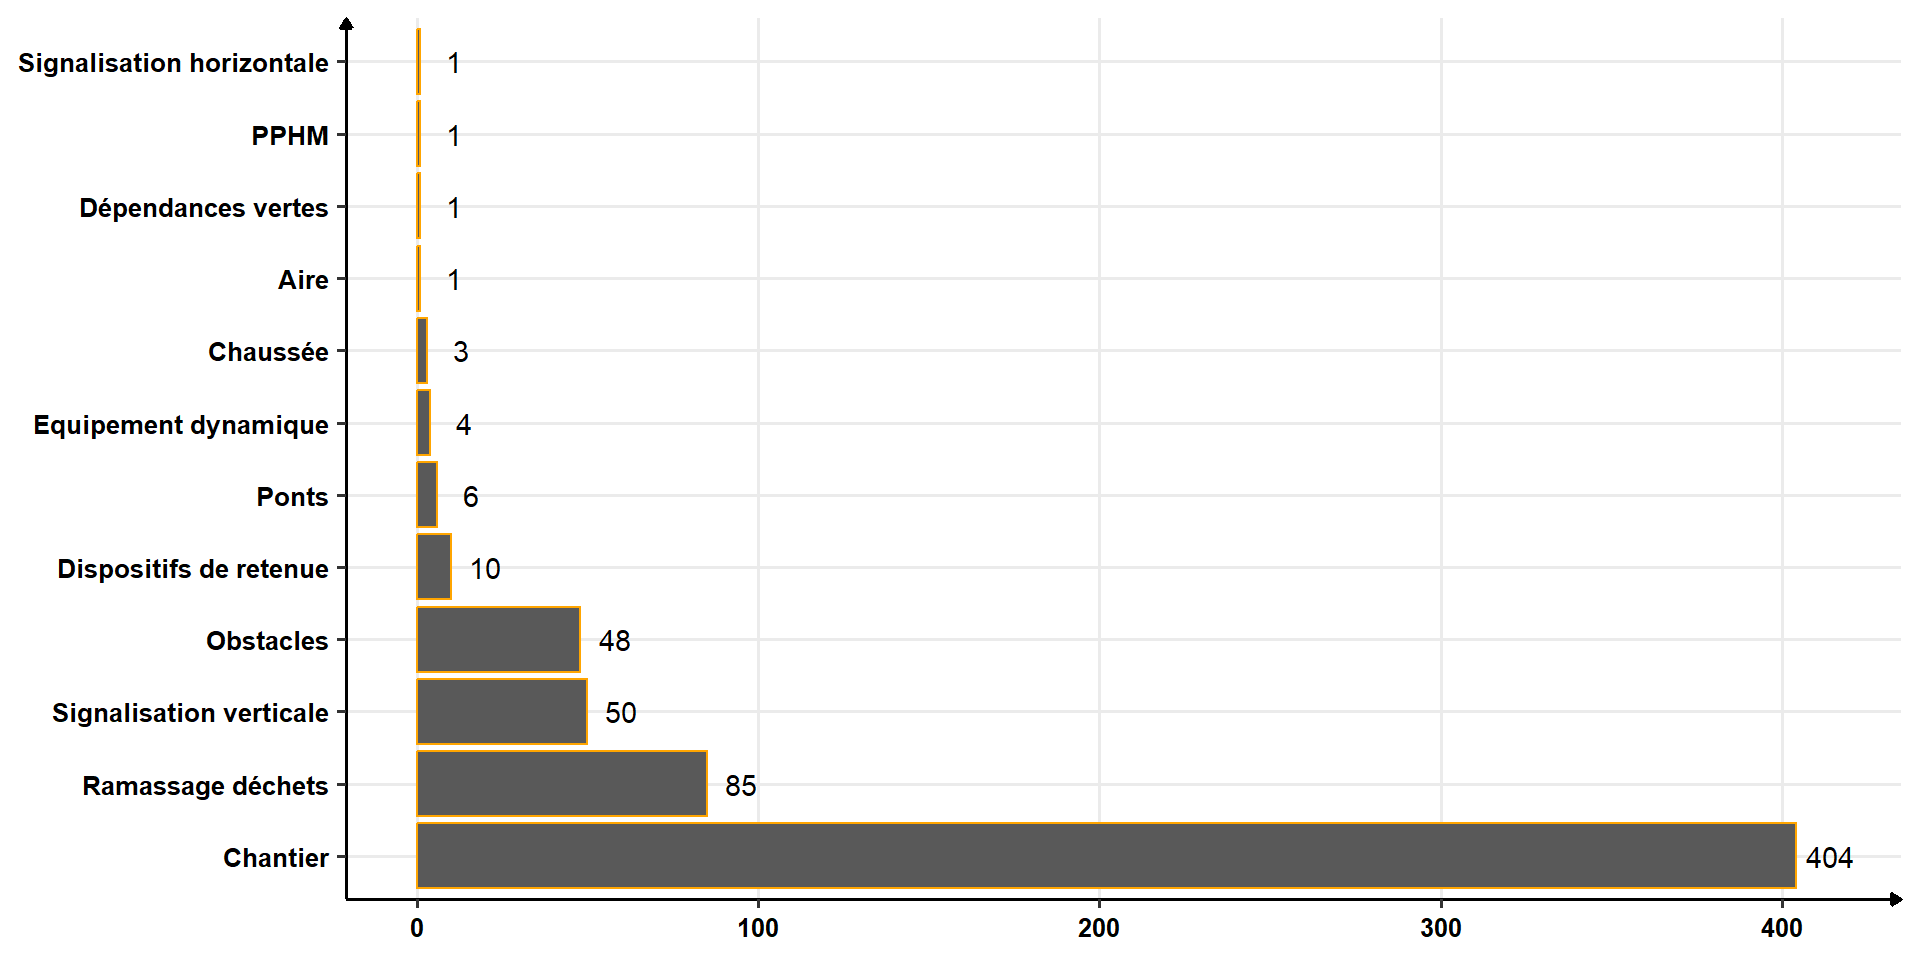 Signalisation horizontale 1
PPHM 1
Dépendances vertes 1
Aire 1
Chaussée 3
Equipement dynamique 4
Ponts 6
Dispositifs de retenue 10
Obstacles 48
Signalisation verticale 50
Ramassage déchets 85
Chantier 404
0 100 200 300 400